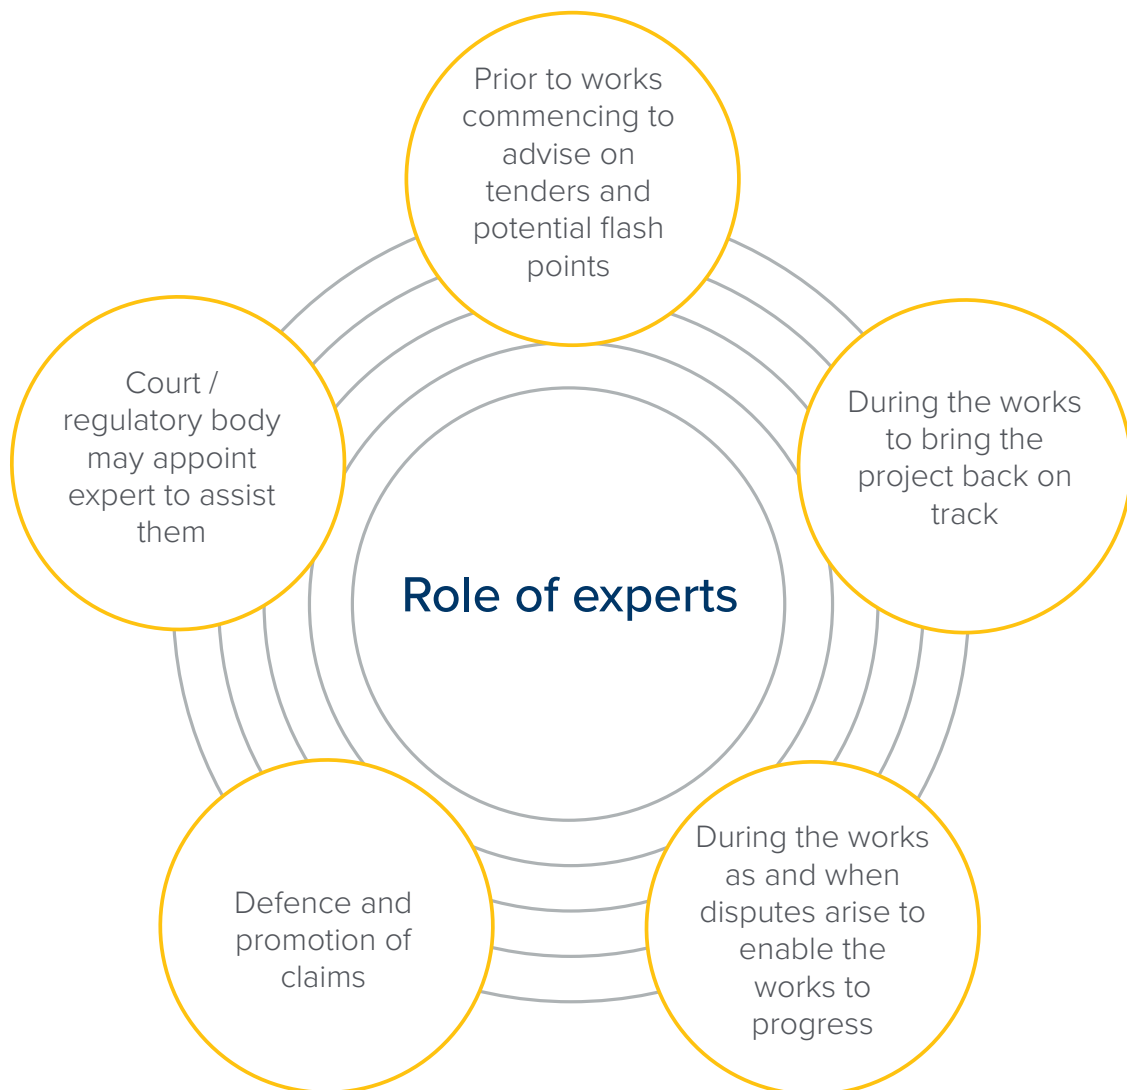 Prior to works
commencing to
advise on
tenders and
potential flash
points
During the works
to bring the
project back on
track
During the works
as and when
disputes arise to
enable the
works to
progress
Defence and
promotion of
claims
Court /
regulatory body
may appoint
expert to assist
them
Role of experts